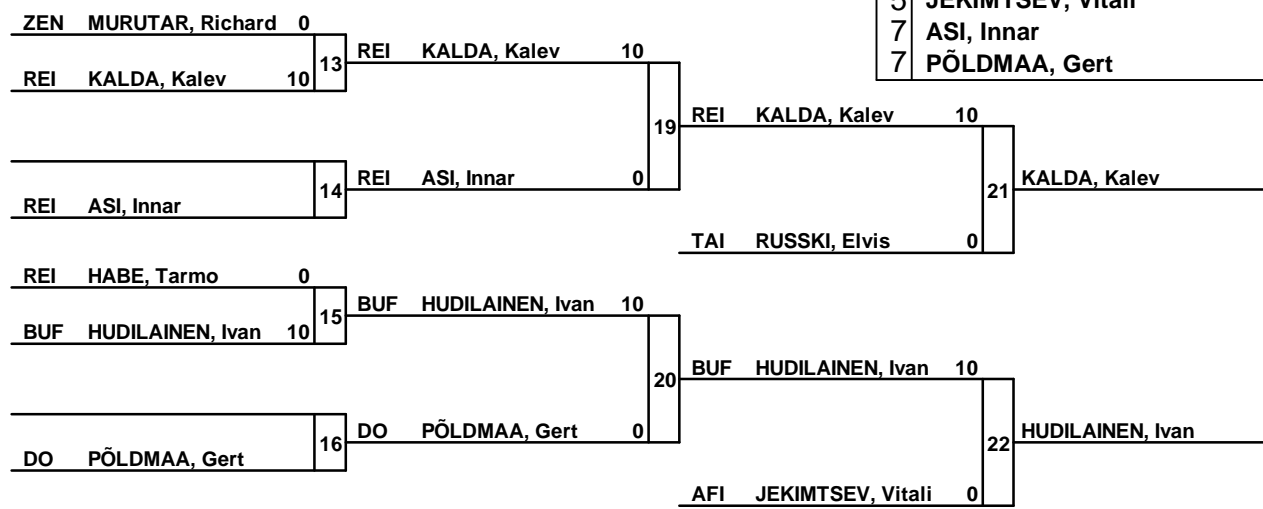 5 JEKIMTSEV, Vitali
7 ASI, Innar
7 PÕLDMAA, Gert
ZEN MURUTAR, Richard 0
REI KALDA, Kalev 10
13
REI KALDA, Kalev 10
REI ASI, Innar
14
REI ASI, Innar 0
19
REI KALDA, Kalev 10
TAI RUSSKI, Elvis 0
21
KALDA, Kalev
REI HABE, Tarmo 0
BUF HUDILAINEN, Ivan 10
15
BUF HUDILAINEN, Ivan 10
DO PÕLDMAA, Gert
16
DO PÕLDMAA, Gert 0
20
BUF HUDILAINEN, Ivan 10
AFI JEKIMTSEV, Vitali 0
22
HUDILAINEN, Ivan